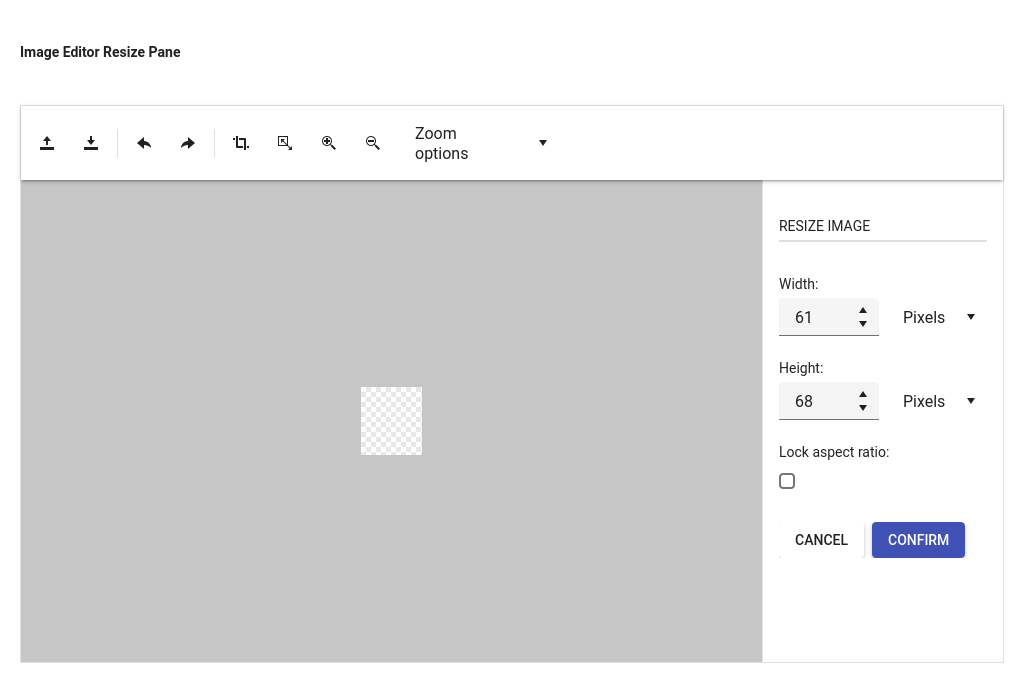 Image Editor Resize Pane
Zoom
options
RESIZE IMAGE
Width:
61
Pixels
Height:
68
Pixels
Lock aspect ratio:
CANCEL
CONFIRM